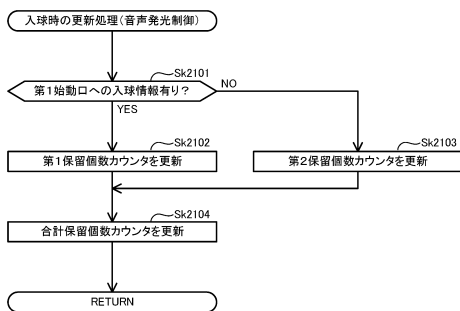 入球時の更新処理(音声発光制御)
Sk2101
第1始動口への入球情報有り?
NO
YES
Sk2102
第1保留個数カウンタを更新
Sk2103
第2保留個数カウンタを更新
Sk2104
合計保留個数カウンタを更新
RETURN